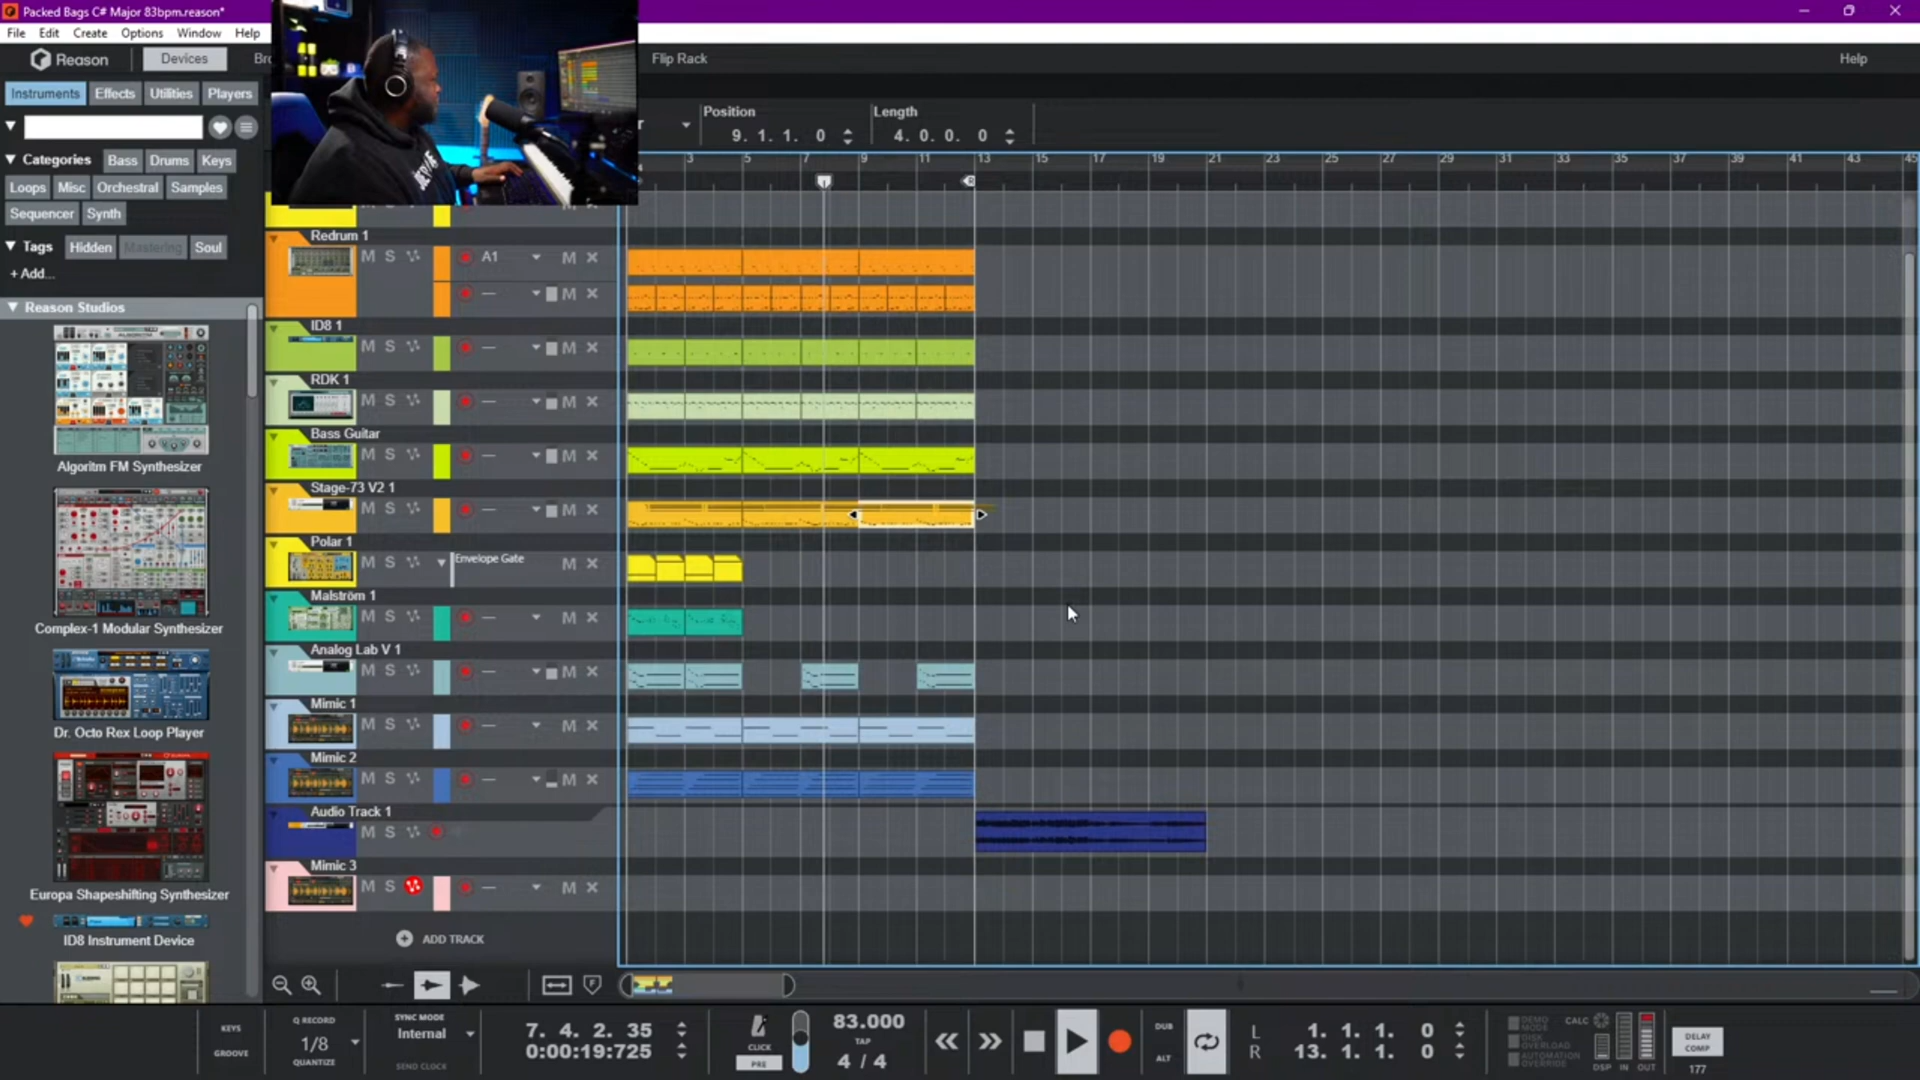 Packed Bags C# Major 83bpm.reason*
File Edit Create Options Window Help
Reason Devices Flip Rack Help
Instruments Effects Utilities Players
Position Length
9. 1. 1. 0 4. 0. 0. 0
Categories Bass Drums Keys
Loops Misc Orchestral Samples
Sequencer Synth
Tags Hidden Mastering Soul
+ Add...
Reason Studios
Algoritm FM Synthesizer
Complex-1 Modular Synthesizer
Dr. Octo Rex Loop Player
Europa Shapeshifting Synthesizer
ID8 Instrument Device
3 5 7 9 11 13 15 17 19 21 23 25 27 29 31 33 35 37 39 41 43 45
Redrum 1
M S A1 M
M
ID8 1
M S M
RDK 1
M S M
Bass Guitar
M S M
Stage-73 V2 1
M S M
Polar 1
M S Envelope Gate M
Malström 1
M S M
Analog Lab V 1
M S M
Mimic 1
M S M
Mimic 2
M S M
Audio Track 1
M S
Mimic 3
M S M
ADD TRACK
KEYS
GROOVE
Q RECORD
1/8
QUANTIZE
SYNC MODE
Internal
SEND CLOCK
7. 4. 2. 35
0:00:19:725
CLICK
PRE
83.000
TAP
4 / 4
DUB
ALT
L 1. 1. 1. 0
R 13. 1. 1. 0
DEMO MODE
DISK OVERLOAD
AUTOMATION OVERRIDE
CALC
DSP IN OUT
DELAY COMP
177